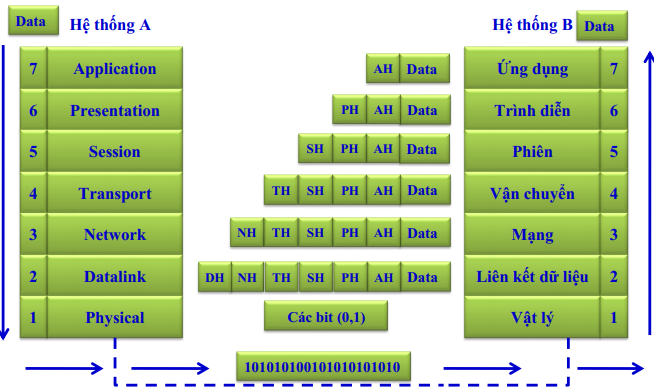 Data Hệ thống A Hệ thống B Data
7 Application AH Data Ứng dụng 7
6 Presentation PH AH Data Trình diễn 6
5 Session SH PH AH Data Phiên 5
4 Transport TH SH PH AH Data Vận chuyển 4
3 Network NH TH SH PH AH Data Mạng 3
2 Datalink DH NH TH SH PH AH Data Liên kết dữ liệu 2
1 Physical Các bit (0,1) Vật lý 1
101010100101010101010